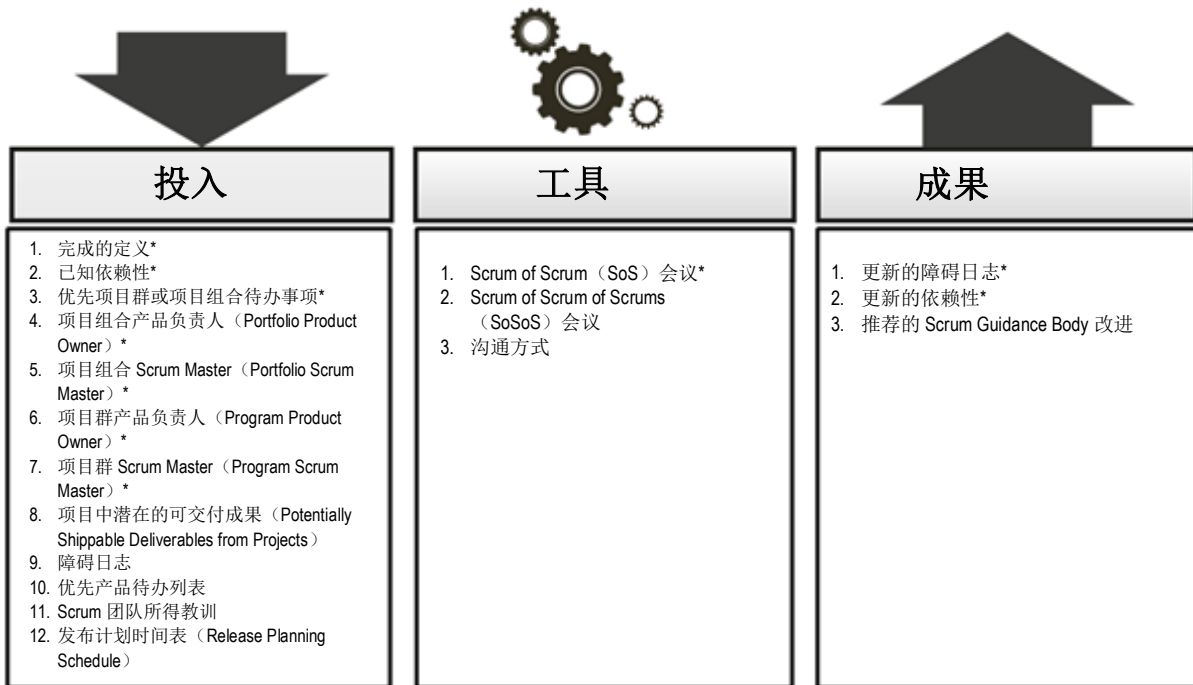 投入
1. 完成的定义*
2. 已知依赖性*
3. 优先项目群或项目组合待办事项*
4. 项目组合产品负责人（Portfolio Product
Owner）*
5. 项目组合 Scrum Master（Portfolio Scrum
Master）*
6. 项目群产品负责人（Program Product
Owner）*
7. 项目群 Scrum Master（Program Scrum
Master）*
8. 项目中潜在的可交付成果（Potentially
Shippable Deliverables from Projects）
9. 障碍日志
10. 优先产品待办列表
11. Scrum 团队所得教训
12. 发布计划时间表（Release Planning
Schedule）
工具
1. Scrum of Scrum（SoS）会议*
2. Scrum of Scrum of Scrums
（SoSoS）会议
3. 沟通方式
成果
1. 更新的障碍日志*
2. 更新的依赖性*
3. 推荐的 Scrum Guidance Body 改进